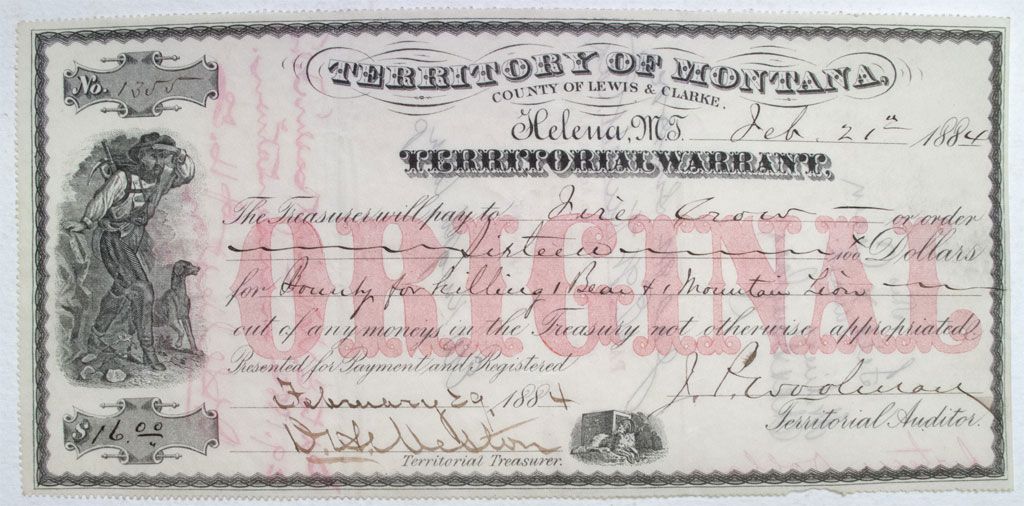 No. 1355
TERRITORY OF MONTANA,
COUNTY OF LEWIS & CLARKE.
Helena, M.T. Feb. 21st 1884
TERRITORIAL WARRANT,
The Treasurer will pay to Fire Crow or order
Sixteen x/100 Dollars
for Bounty for killing 1 Bear & 1 Mountain Lion
out of any moneys in the Treasury not otherwise appropriated
ORIGINAL
Presented for Payment and Registered
February 29, 1884
J. P. Woolman
Territorial Auditor.
Territorial Treasurer.
$16.00